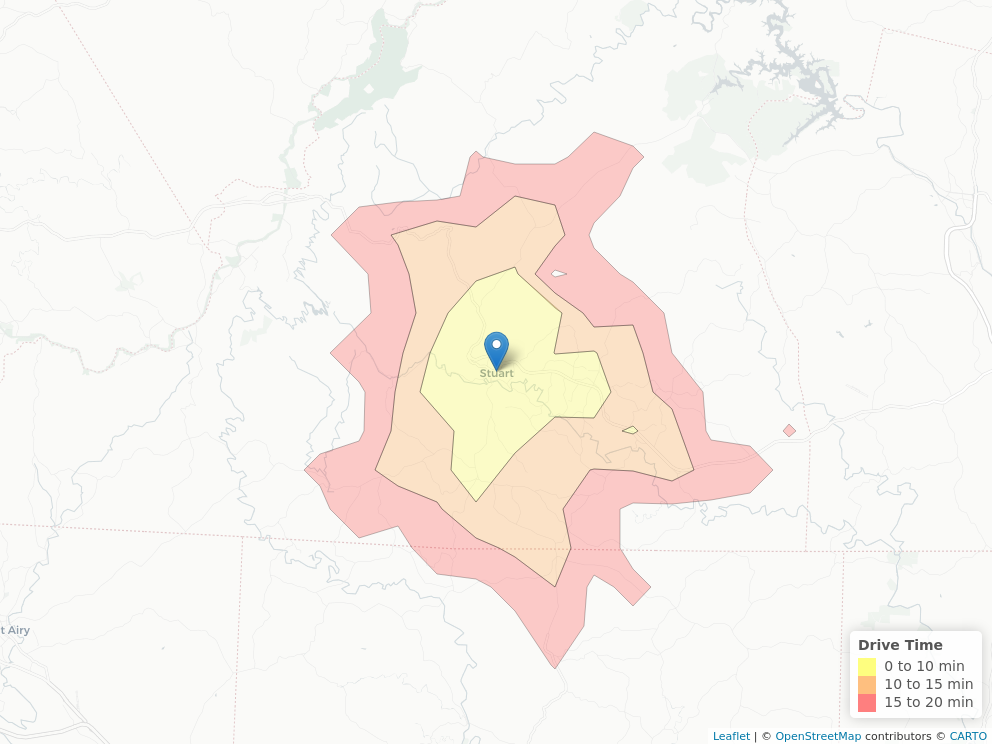 Stuart
t Airy
Drive Time
0 to 10 min
10 to 15 min
15 to 20 min
Leaflet | © OpenStreetMap contributors © CARTO